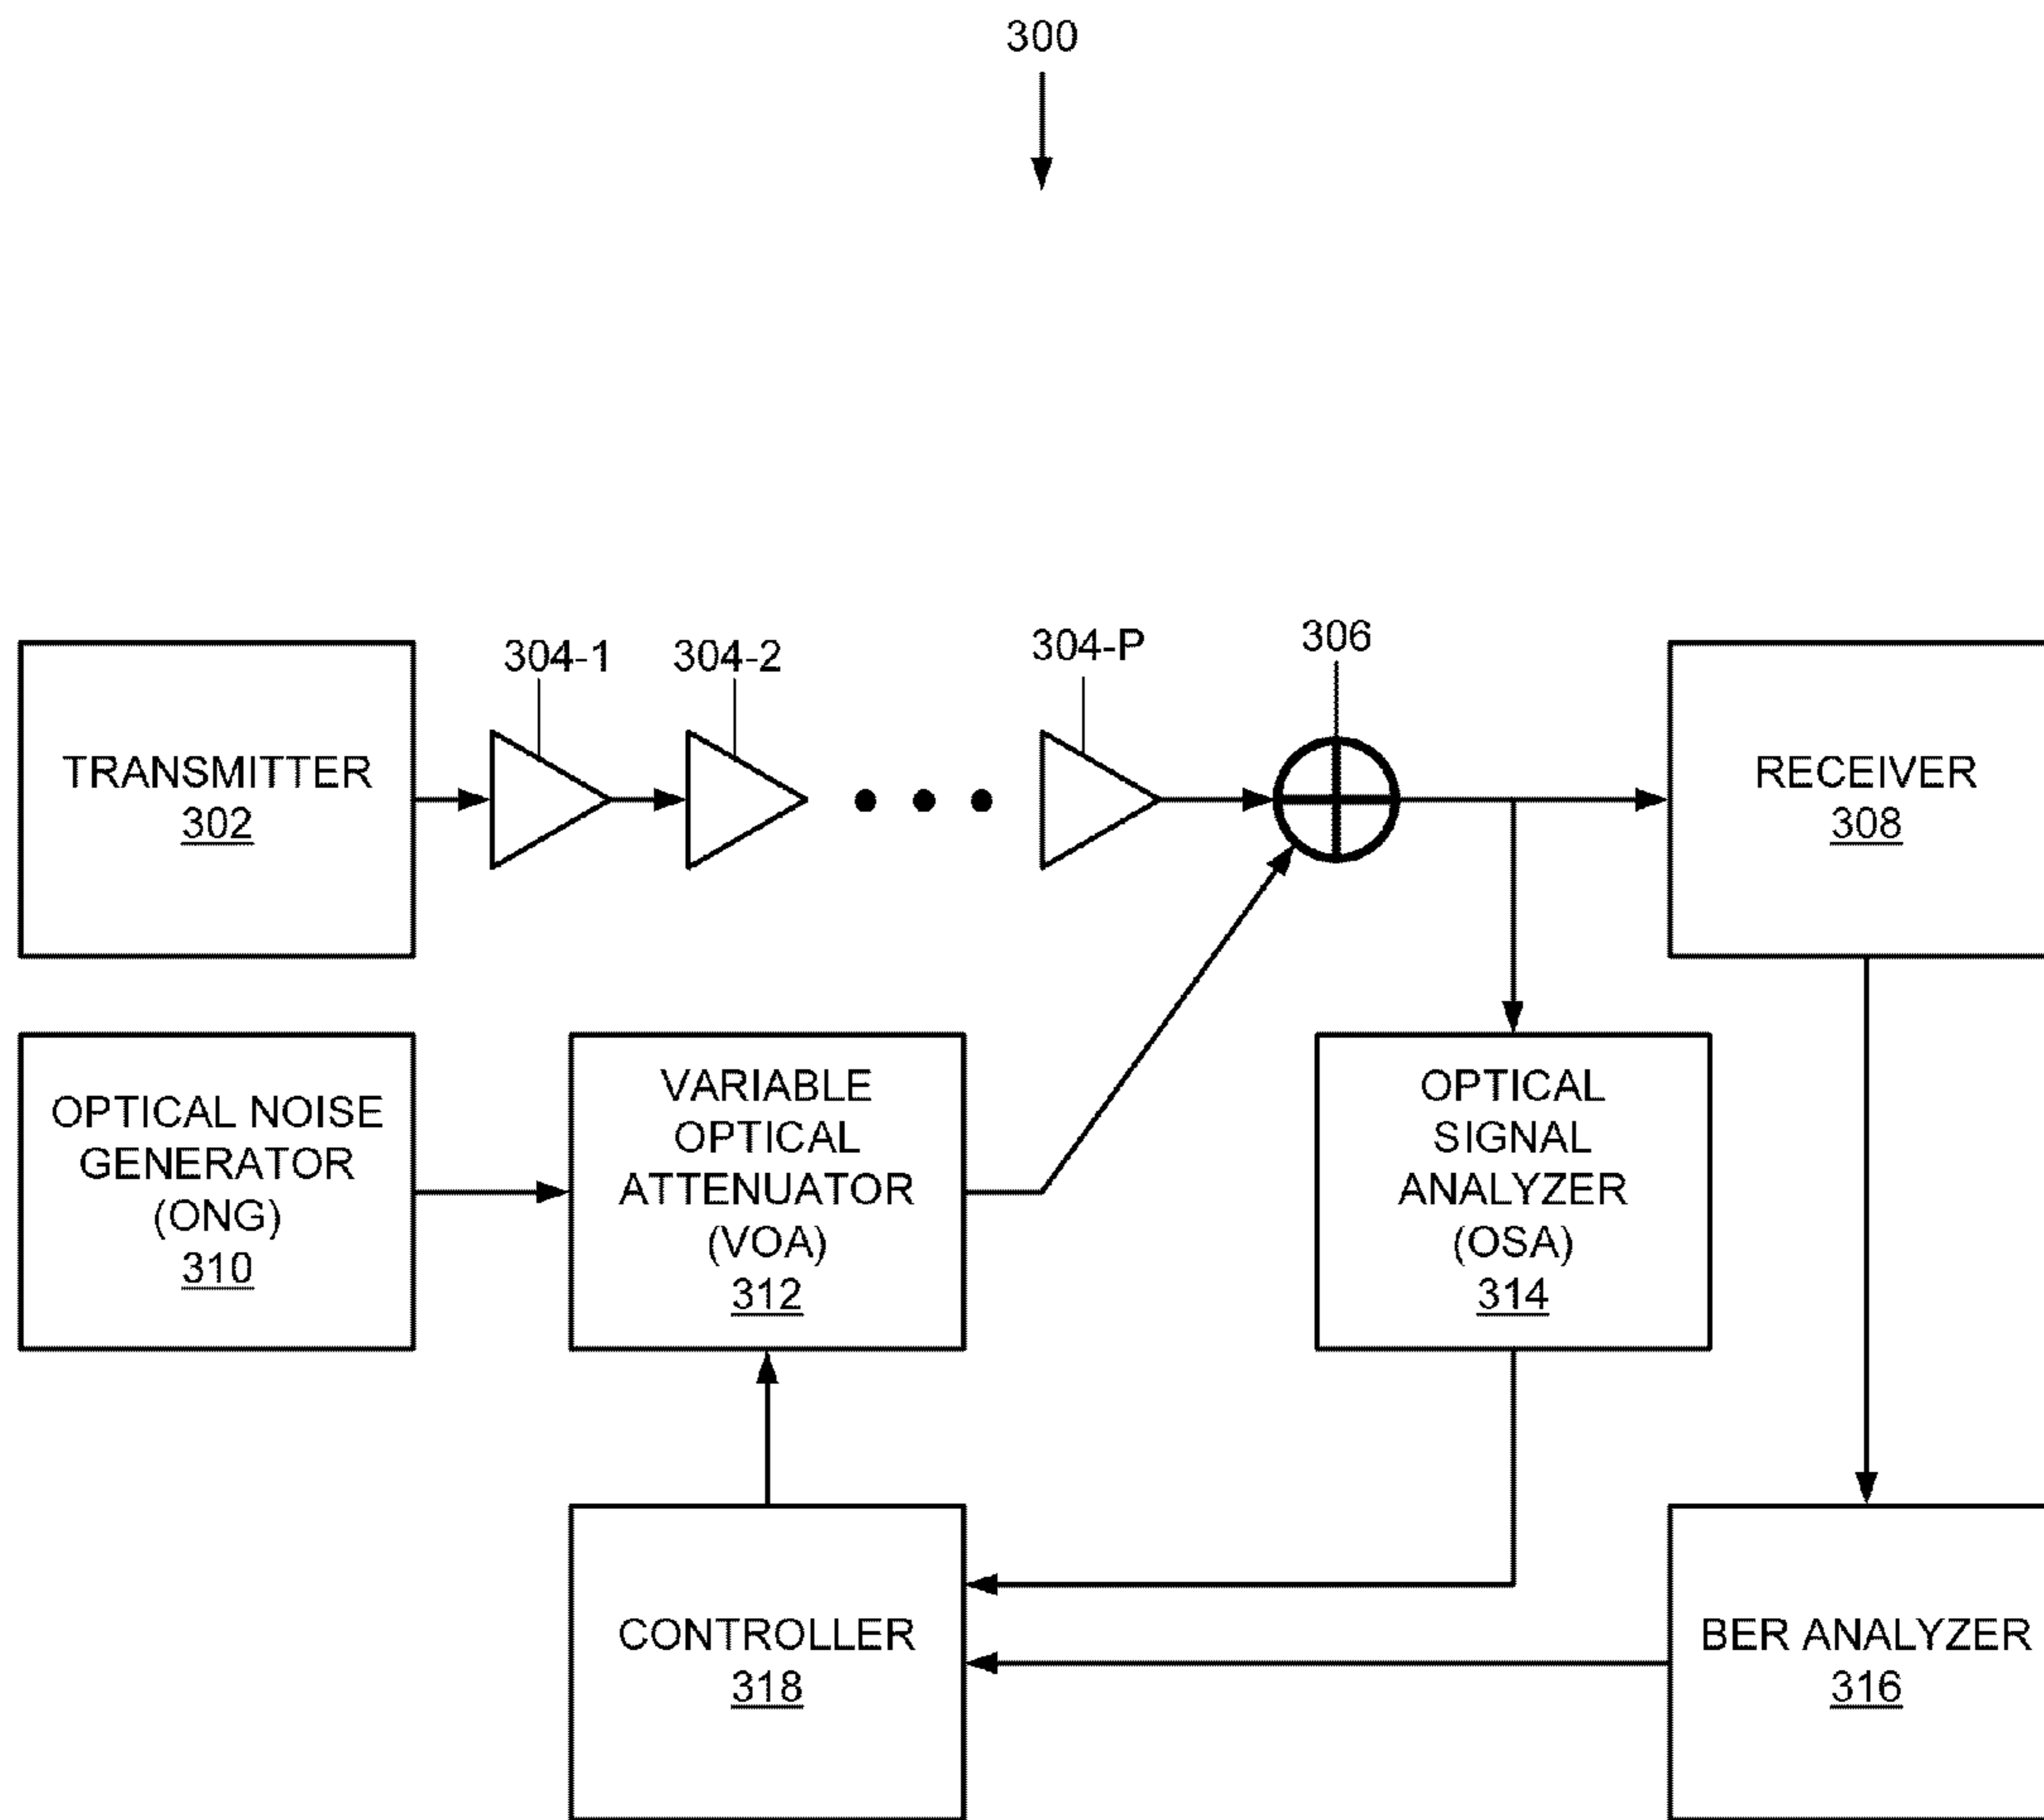 300
304-1
304-2
304-P
306
TRANSMITTER
302
RECEIVER
308
OPTICAL NOISE
GENERATOR
(ONG)
310
VARIABLE
OPTICAL
ATTENUATOR
(VOA)
312
OPTICAL
SIGNAL
ANALYZER
(OSA)
314
CONTROLLER
318
BER ANALYZER
316